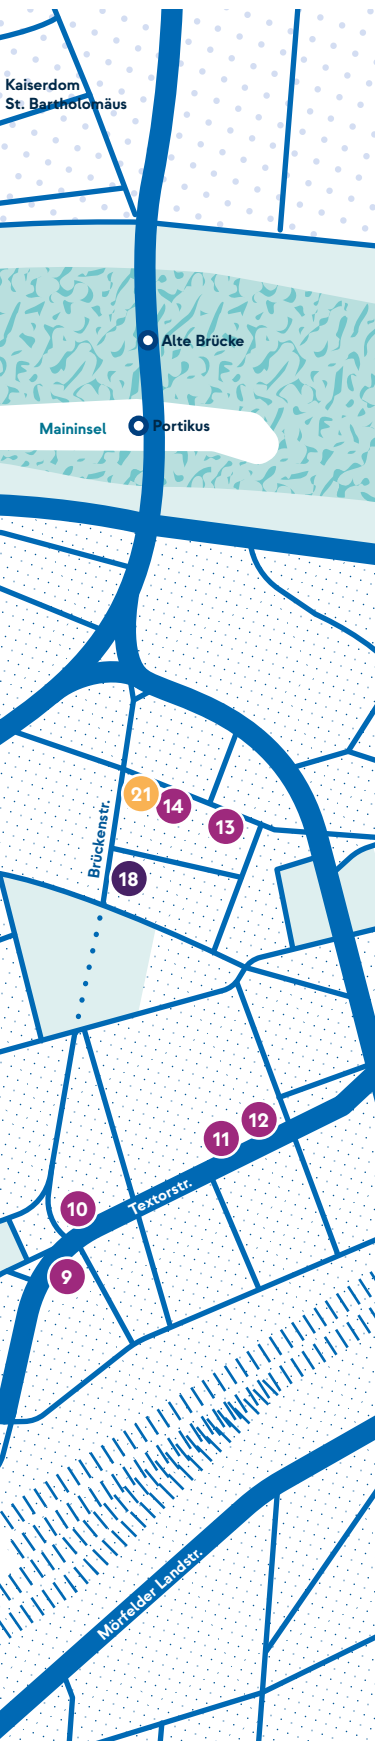 Kaiserdom
St. Bartholomäus
Alte Brücke
Portikus
Maininsel
21
14
13
Brückenstr.
18
12
11
Textorstr.
10
9
Mörfelder Landstr.